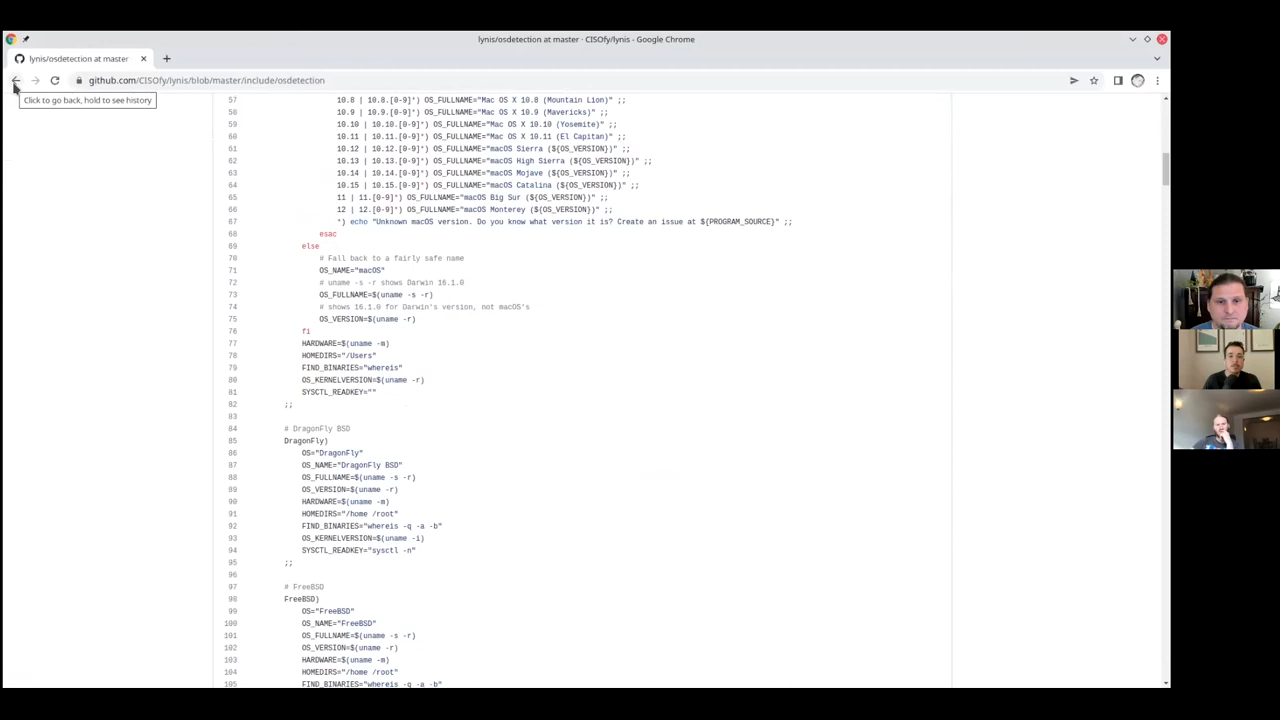 lynis/osdetection at master · CISOfy/lynis - Google Chrome
lynis/osdetection at master
github.com/CISOfy/lynis/blob/master/include/osdetection
Click to go back, hold to see history
57 10.8 | 10.8.[0-9]*) OS_FULLNAME="Mac OS X 10.8 (Mountain Lion)" ;;
58 10.9 | 10.9.[0-9]*) OS_FULLNAME="Mac OS X 10.9 (Mavericks)" ;;
59 10.10 | 10.10.[0-9]*) OS_FULLNAME="Mac OS X 10.10 (Yosemite)" ;;
60 10.11 | 10.11.[0-9]*) OS_FULLNAME="Mac OS X 10.11 (El Capitan)" ;;
61 10.12 | 10.12.[0-9]*) OS_FULLNAME="macOS Sierra (${OS_VERSION})" ;;
62 10.13 | 10.13.[0-9]*) OS_FULLNAME="macOS High Sierra (${OS_VERSION})" ;;
63 10.14 | 10.14.[0-9]*) OS_FULLNAME="macOS Mojave (${OS_VERSION})" ;;
64 10.15 | 10.15.[0-9]*) OS_FULLNAME="macOS Catalina (${OS_VERSION})" ;;
65 11 | 11.[0-9]*) OS_FULLNAME="macOS Big Sur (${OS_VERSION})" ;;
66 12 | 12.[0-9]*) OS_FULLNAME="macOS Monterey (${OS_VERSION})" ;;
67 *) echo "Unknown macOS version. Do you know what version it is? Create an issue at ${PROGRAM_SOURCE}" ;;
68 esac
69 else
70 # Fall back to a fairly safe name
71 OS_NAME="macOS"
72 # uname -s -r shows Darwin 16.1.0
73 OS_FULLNAME=$(uname -s -r)
74 # shows 16.1.0 for Darwin's version, not macOS's
75 OS_VERSION=$(uname -r)
76 fi
77 HARDWARE=$(uname -m)
78 HOMEDIRS="/Users"
79 FIND_BINARIES="whereis"
80 OS_KERNELVERSION=$(uname -r)
81 SYSCTL_READKEY=""
82 ;;
83
84 # DragonFly BSD
85 DragonFly)
86 OS="DragonFly"
87 OS_NAME="DragonFly BSD"
88 OS_FULLNAME=$(uname -s -r)
89 OS_VERSION=$(uname -r)
90 HARDWARE=$(uname -m)
91 HOMEDIRS="/home /root"
92 FIND_BINARIES="whereis -q -a -b"
93 OS_KERNELVERSION=$(uname -i)
94 SYSCTL_READKEY="sysctl -n"
95 ;;
96
97 # FreeBSD
98 FreeBSD)
99 OS="FreeBSD"
100 OS_NAME="FreeBSD"
101 OS_FULLNAME=$(uname -s -r)
102 OS_VERSION=$(uname -r)
103 HARDWARE=$(uname -m)
104 HOMEDIRS="/home /root"
105 FIND_BINARIES="whereis -q -a -b"